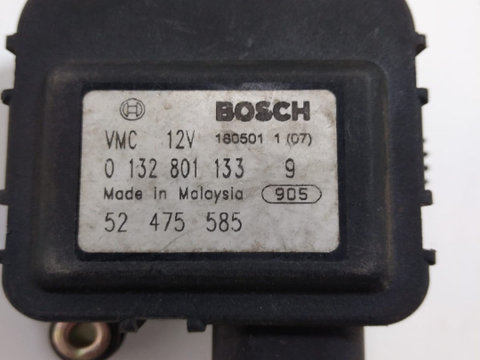 BOSCH
VMC 12V 180501 1 (07)
0 132 801 133 9
Made in Malaysia 905
52 475 585